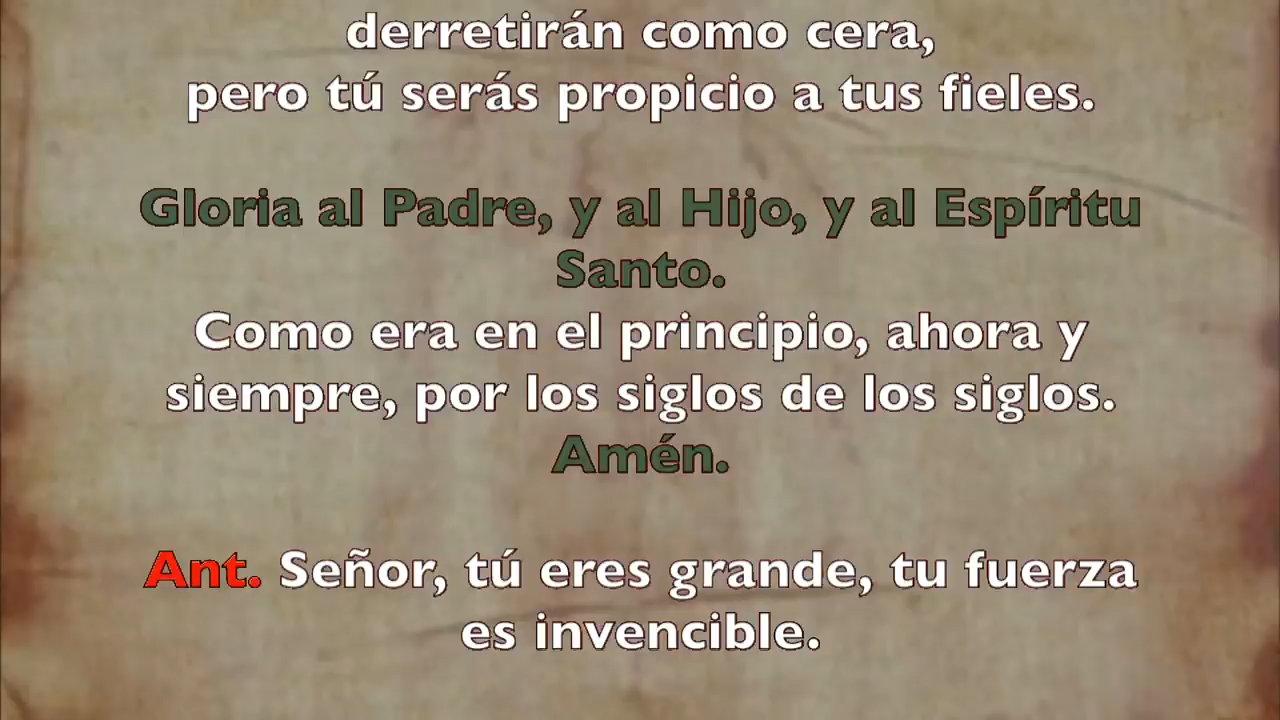 derretirán como cera,
pero tú serás propicio a tus fieles.
Gloria al Padre, y al Hijo, y al Espíritu
Santo.
Como era en el principio, ahora y
siempre, por los siglos de los siglos.
Amén.
Ant. Señor, tú eres grande, tu fuerza
es invencible.